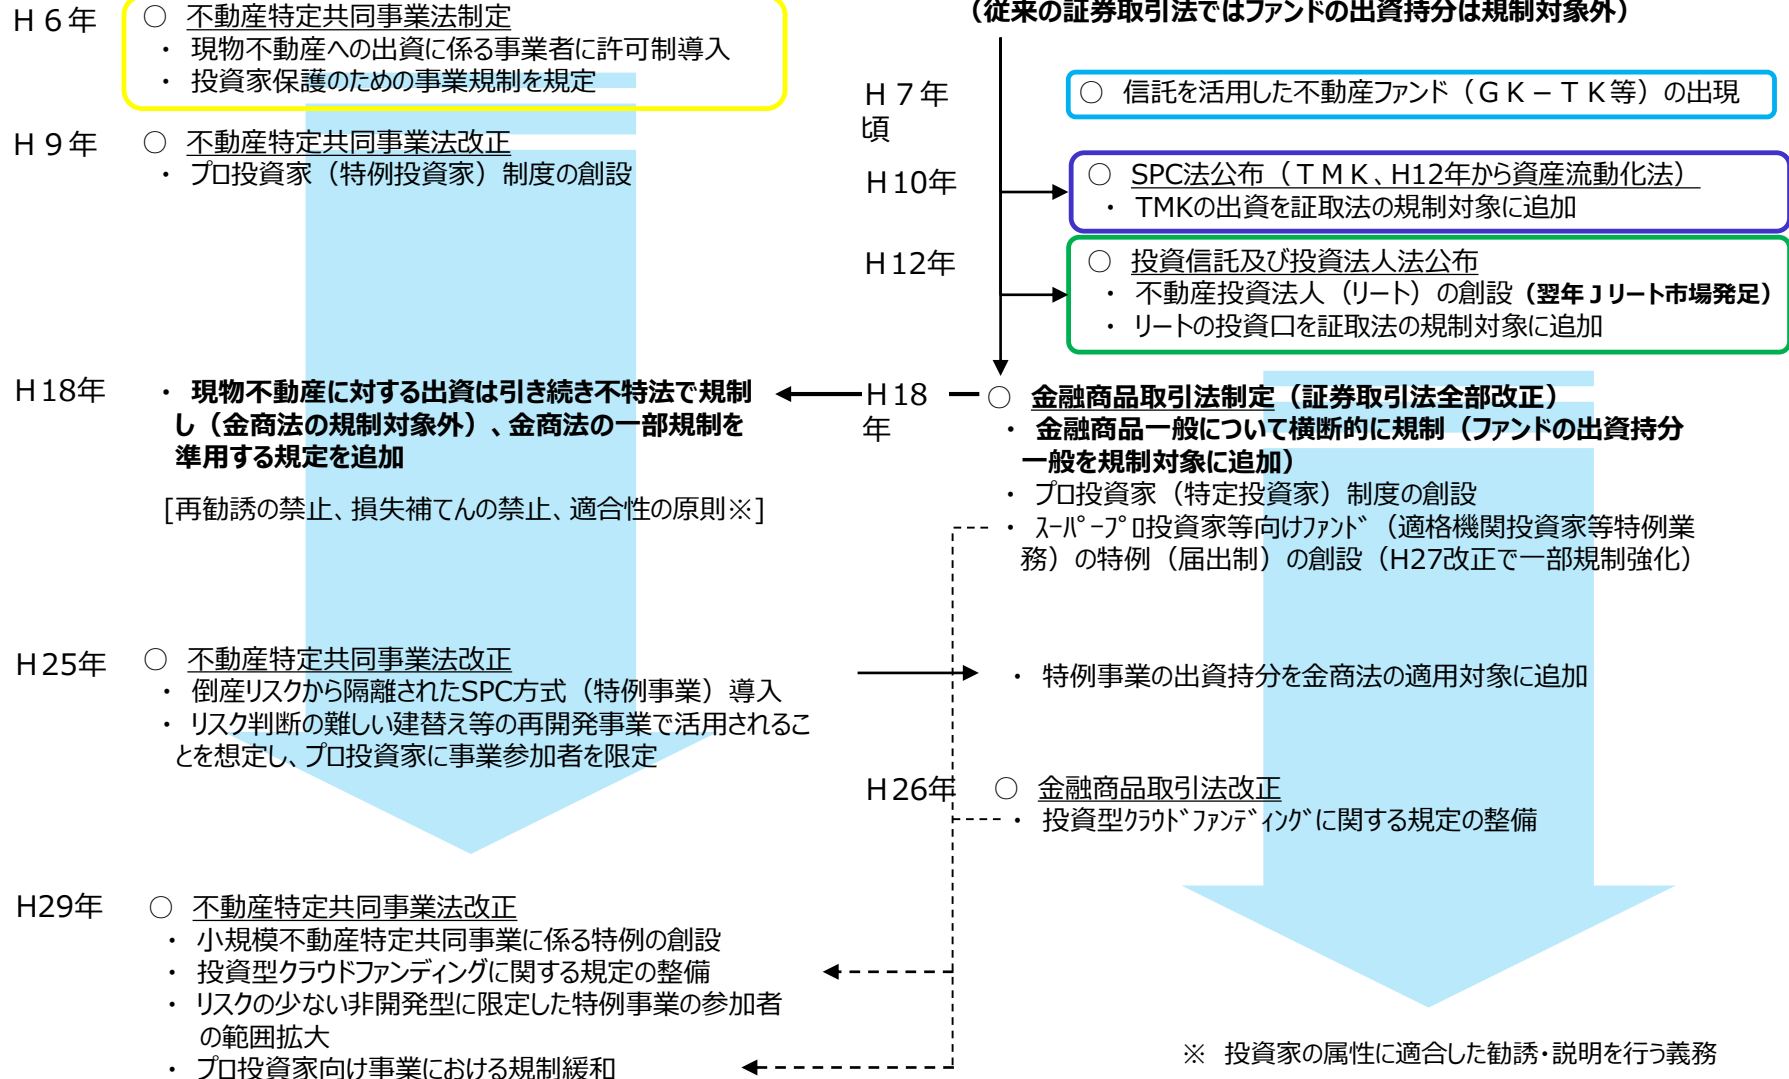 H６年
○ 不動産特定共同事業法制定
・ 現物不動産への出資に係る事業者に許可制導入
・ 投資家保護のための事業規制を規定
H９年
○ 不動産特定共同事業法改正
・ プロ投資家（特例投資家）制度の創設
H18年
・ 現物不動産に対する出資は引き続き不特法で規制
し（金商法の規制対象外）、金商法の一部規制を
準用する規定を追加
[再勧誘の禁止、損失補てんの禁止、適合性の原則※]
H25年
○ 不動産特定共同事業法改正
・ 倒産リスクから隔離されたSPC方式（特例事業）導入
・ リスク判断の難しい建替え等の再開発事業で活用されるこ
とを想定し、プロ投資家に事業参加者を限定
H29年
○ 不動産特定共同事業法改正
・ 小規模不動産特定共同事業に係る特例の創設
・ 投資型クラウドファンディングに関する規定の整備
・ リスクの少ない非開発型に限定した特例事業の参加者
の範囲拡大
・ プロ投資家向け事業における規制緩和
（従来の証券取引法ではファンドの出資持分は規制対象外）
H７年
頃
○ 信託を活用した不動産ファンド（ＧＫ－ＴＫ等）の出現
H10年
○ SPC法公布（ＴＭＫ、H12年から資産流動化法）
・ TMKの出資を証取法の規制対象に追加
H12年
○ 投資信託及び投資法人法公布
・ 不動産投資法人（リート）の創設（翌年Ｊリート市場発足）
・ リートの投資口を証取法の規制対象に追加
H18
年
○ 金融商品取引法制定（証券取引法全部改正）
・ 金融商品一般について横断的に規制（ファンドの出資持分
一般を規制対象に追加）
・ プロ投資家（特定投資家）制度の創設
・ ｽｰﾊﾟｰﾌﾟﾛ投資家等向けﾌｧﾝﾄﾞ（適格機関投資家等特例業
務）の特例（届出制）の創設（H27改正で一部規制強化）
・ 特例事業の出資持分を金商法の適用対象に追加
H26年
○ 金融商品取引法改正
・ 投資型ｸﾗｳﾄﾞﾌｧﾝﾃﾞｨﾝｸﾞに関する規定の整備
※ 投資家の属性に適合した勧誘・説明を行う義務